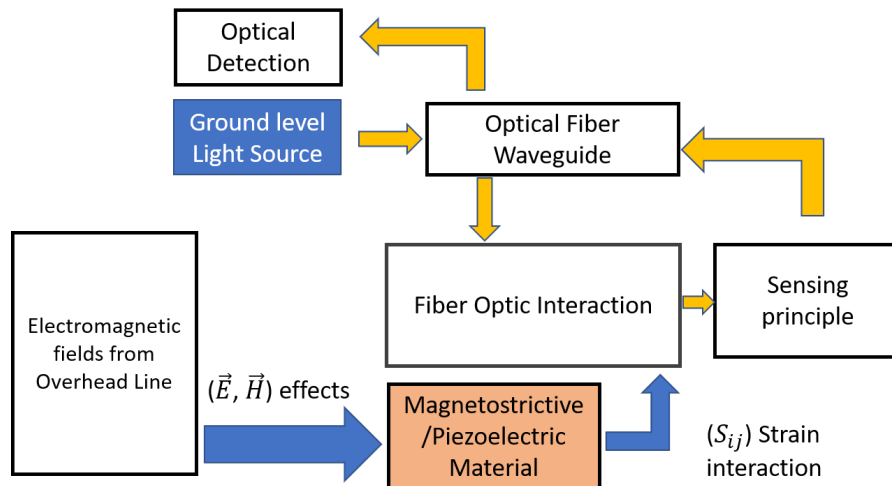 Optical
Detection
Ground level
Light Source
Optical Fiber
Waveguide
Electromagnetic
fields from
Overhead Line
Fiber Optic Interaction
Sensing
principle
(E⃗, H⃗) effects
Magnetostrictive
/Piezoelectric
Material
(Sᵢⱼ) Strain
interaction